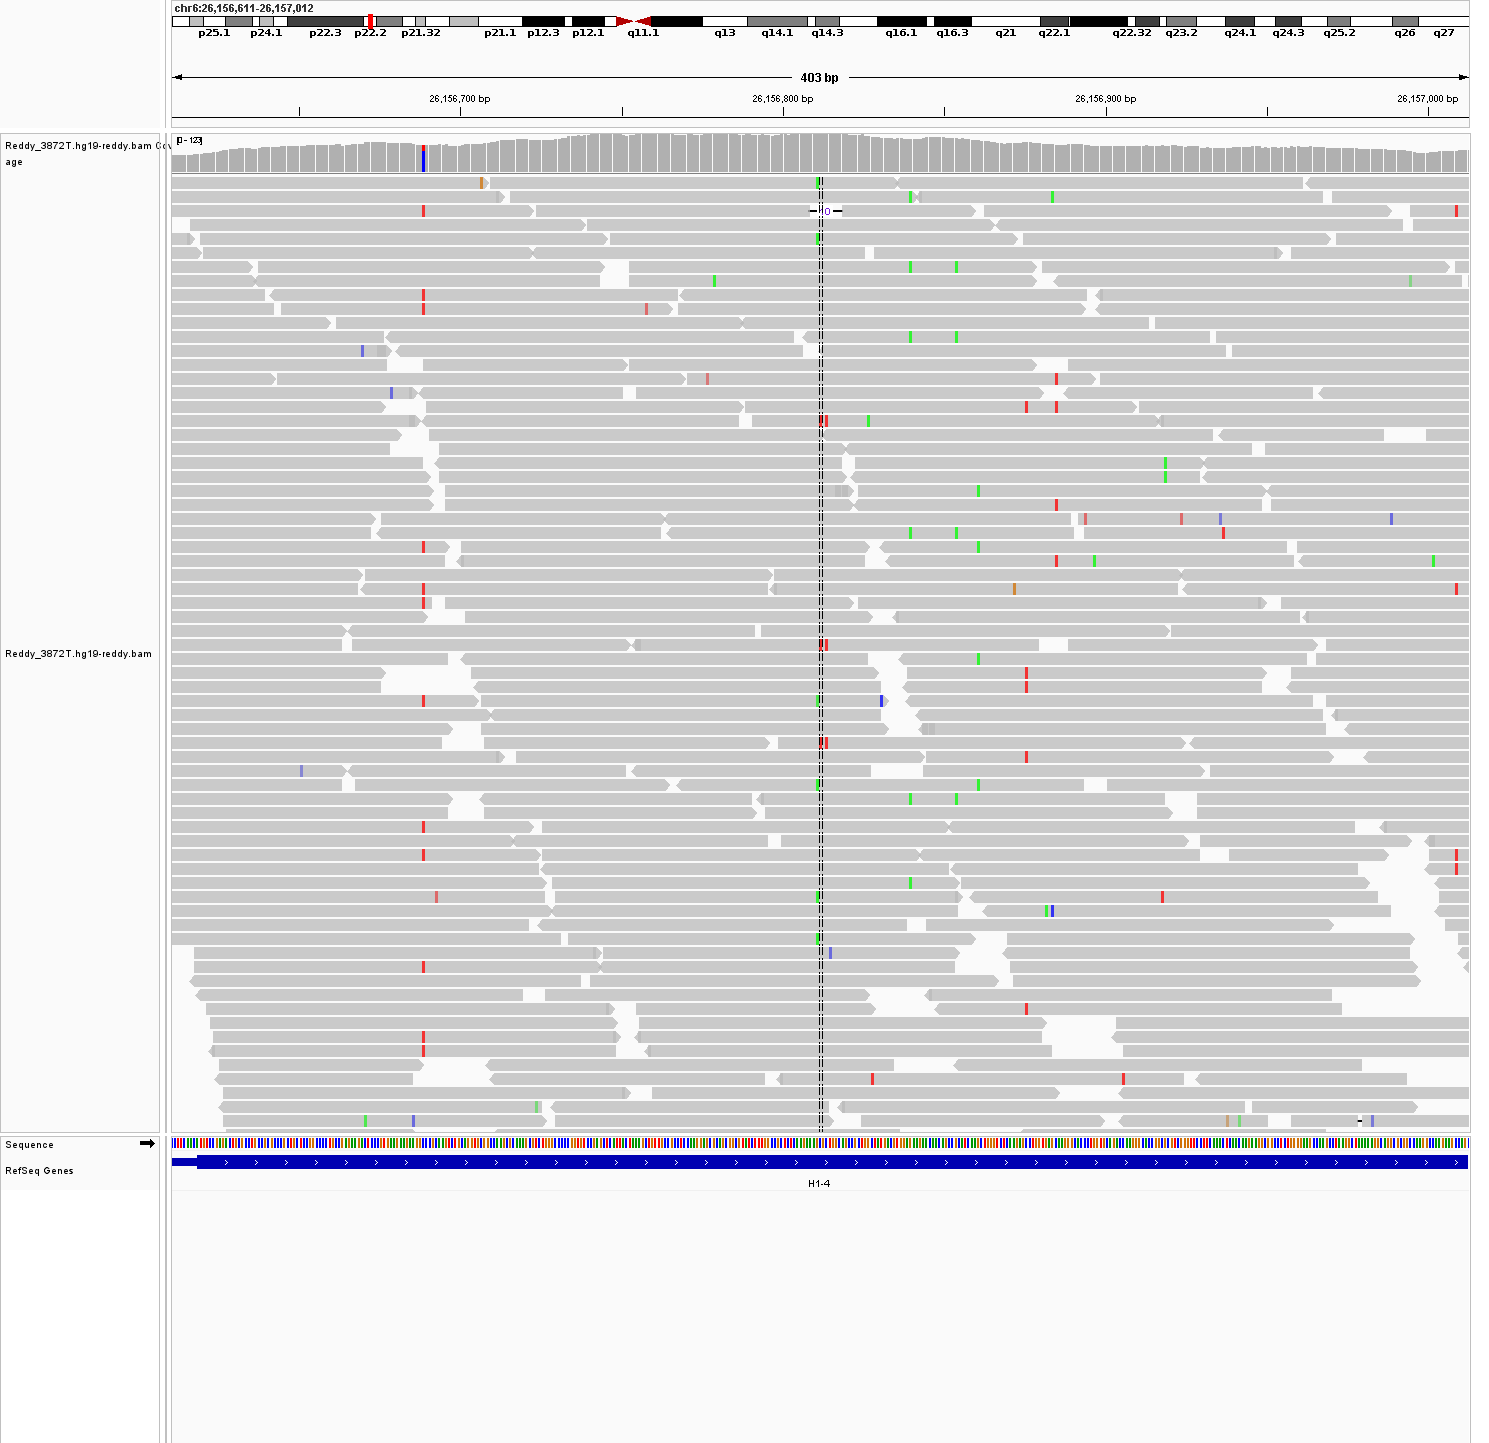 chr6:26,156,611-26,157,012
p25.1 p24.1 p22.3 p22.2 p21.32 p21.1 p12.3 p12.1 q11.1 q13 q14.1 q14.3 q16.1 q16.3 q21 q22.1 q22.32 q23.2 q24.1 q24.3 q25.2 q26 q27
403 bp
26,156,700 bp 26,156,800 bp 26,156,900 bp 26,157,000 bp
Reddy_3872T.hg19-reddy.bam Cov
age
[0 - 123]
Reddy_3872T.hg19-reddy.bam
Sequence
RefSeq Genes
H1-4